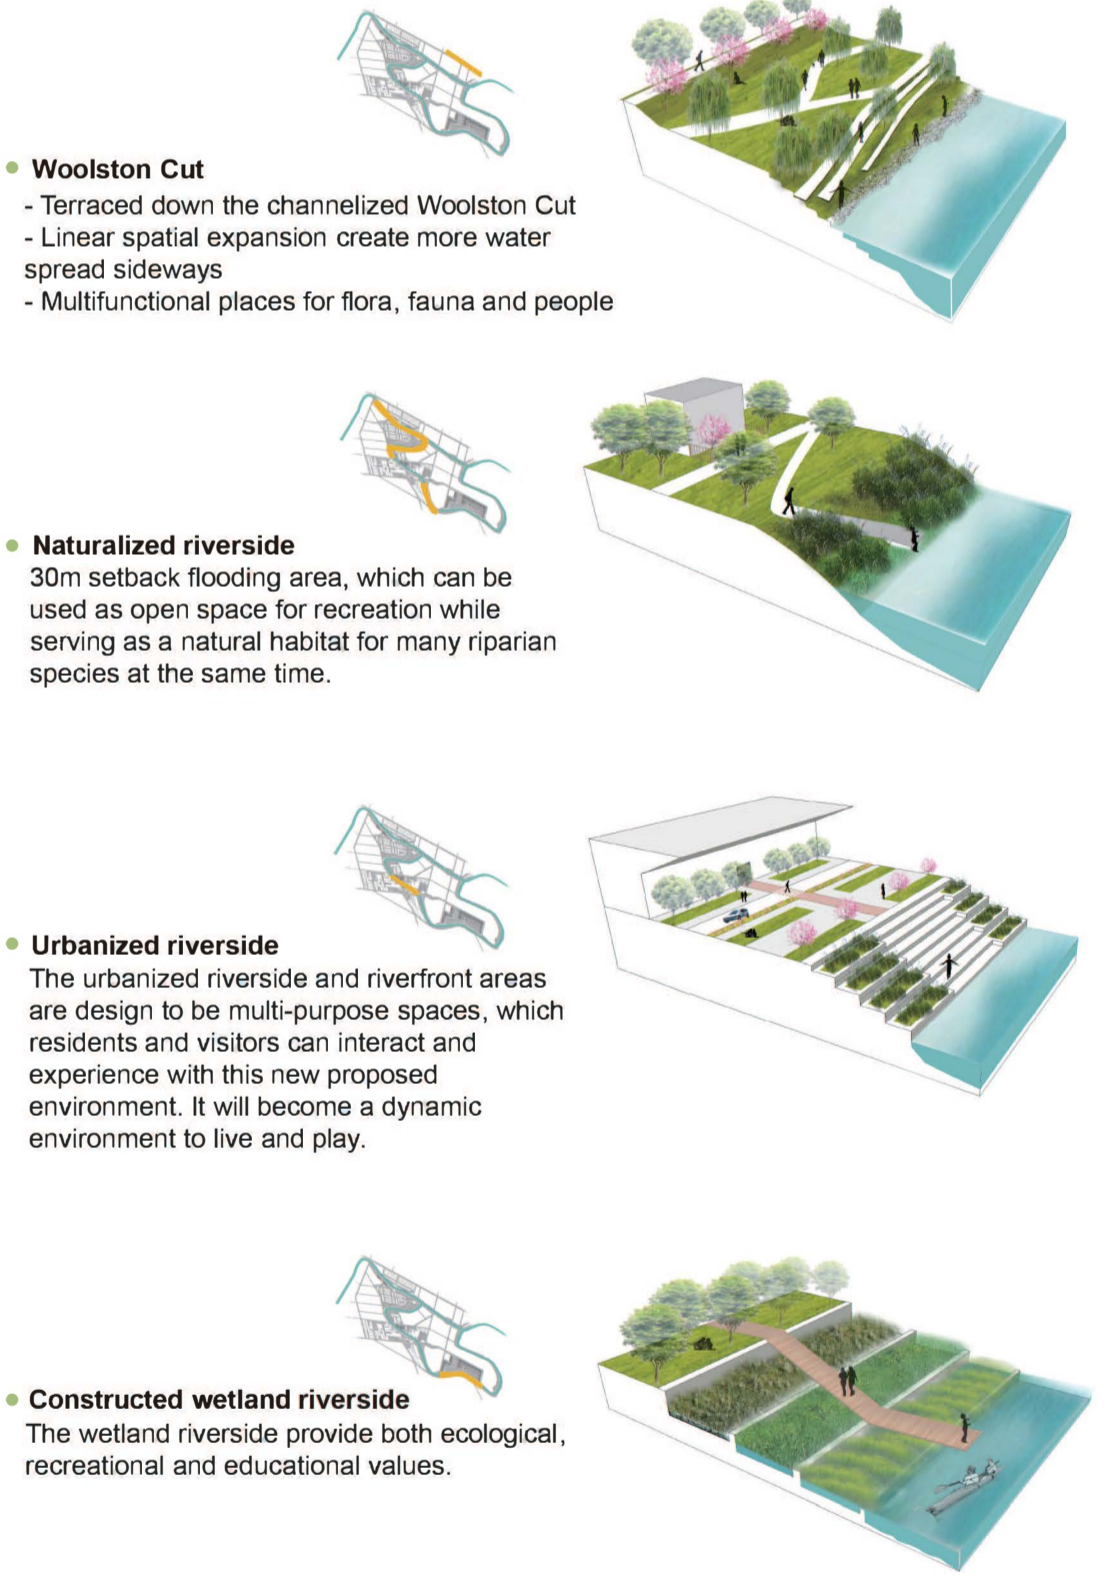 Woolston Cut
- Terraced down the channelized Woolston Cut
- Linear spatial expansion create more water
spread sideways
- Multifunctional places for flora, fauna and people
Naturalized riverside
30m setback flooding area, which can be
used as open space for recreation while
serving as a natural habitat for many riparian
species at the same time.
Urbanized riverside
The urbanized riverside and riverfront areas
are design to be multi-purpose spaces, which
residents and visitors can interact and
experience with this new proposed
environment. It will become a dynamic
environment to live and play.
Constructed wetland riverside
The wetland riverside provide both ecological,
recreational and educational values.